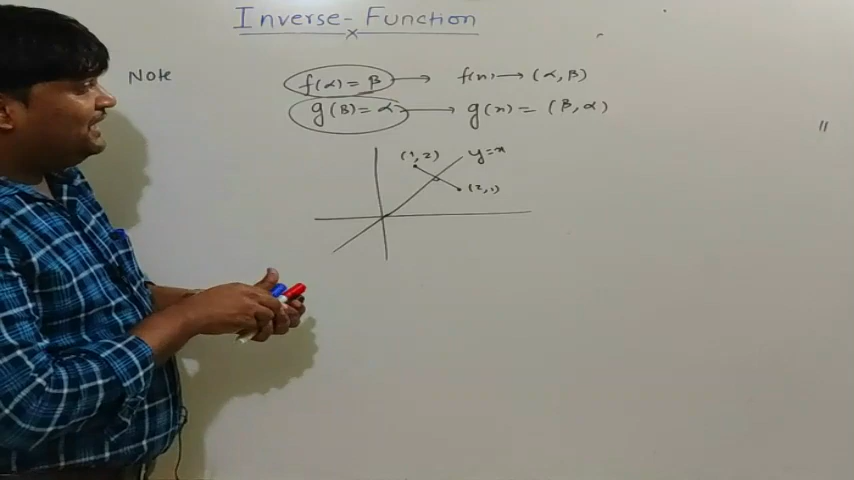 Inverse-Function
Note
f(α) = β → f(x) → (α, β)
g(β) = α → g(x) = (β, α)
(1, 2)
y=x
(2, 1)